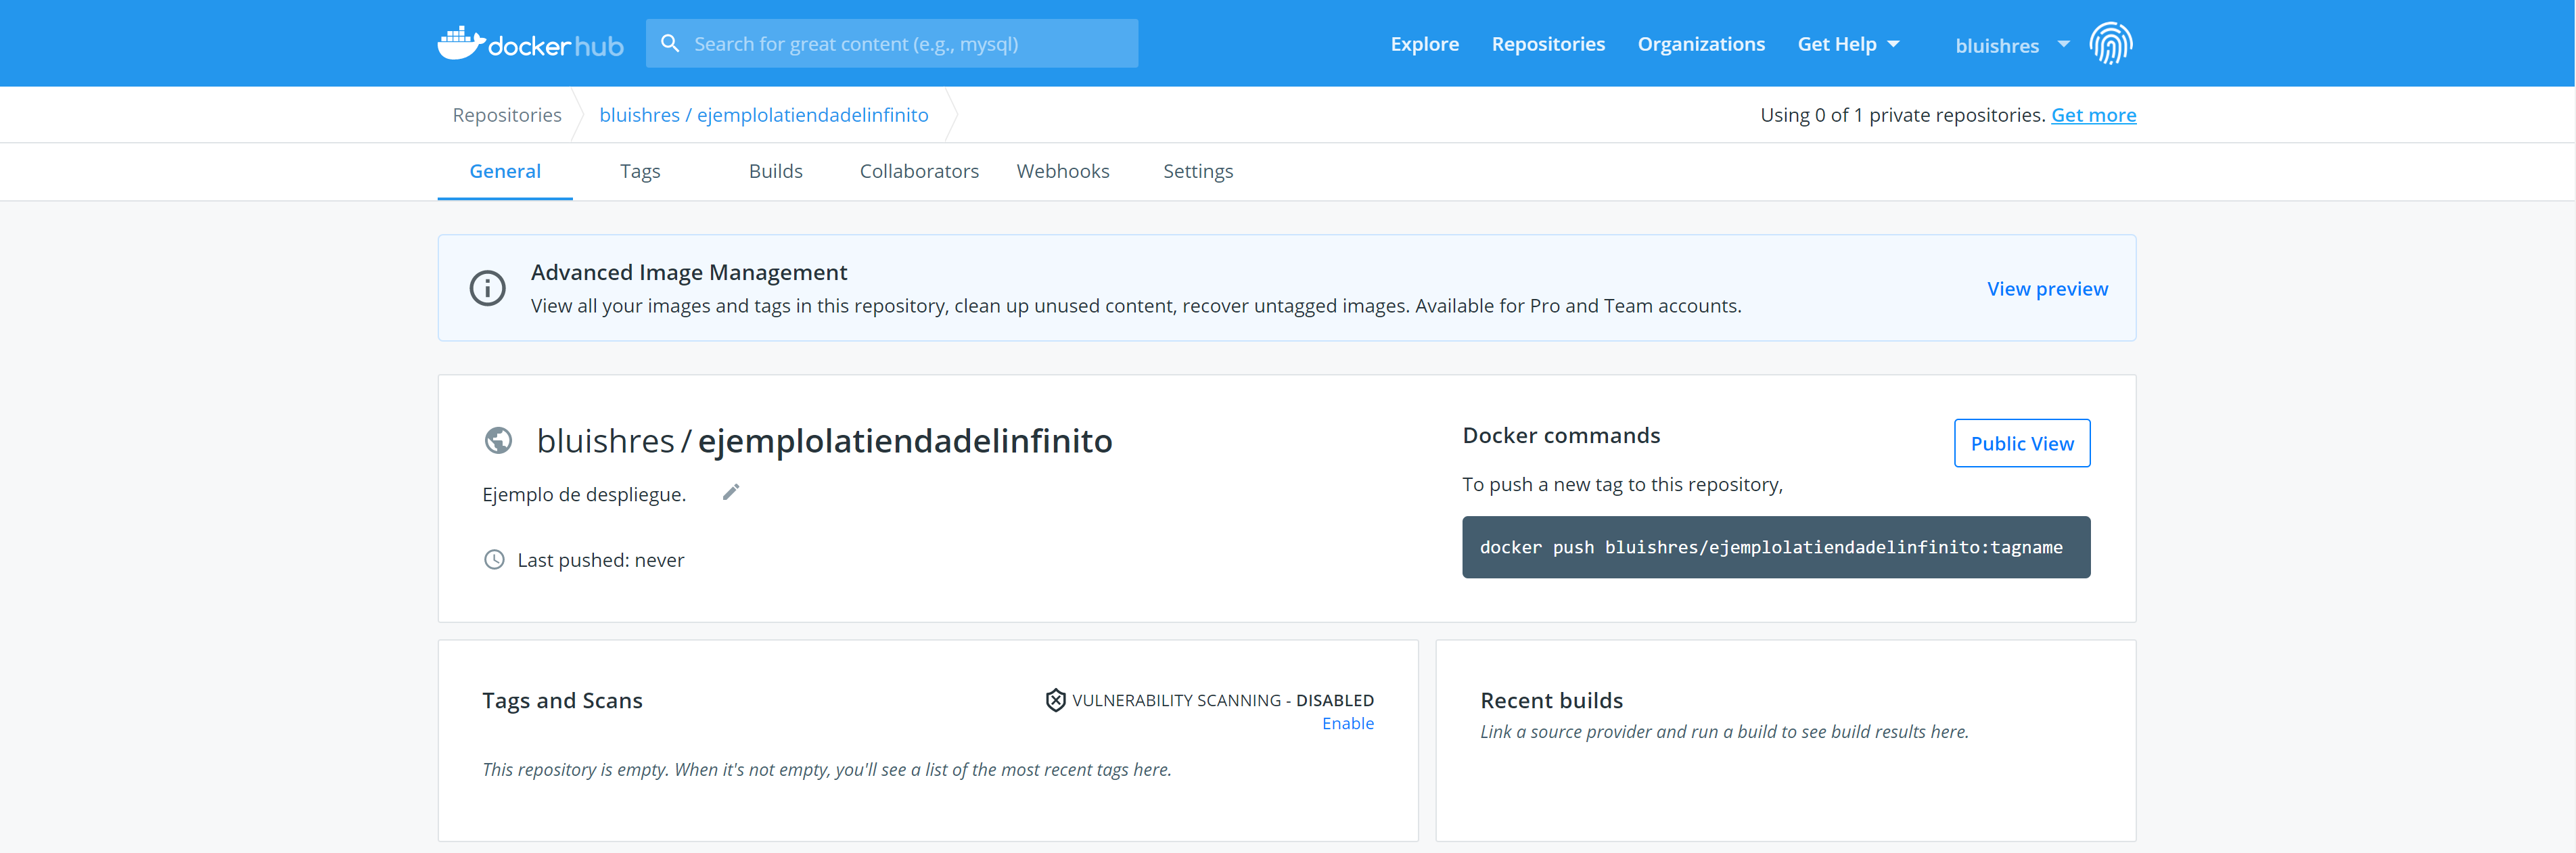 docker hub
Search for great content (e.g., mysql)
Explore
Repositories
Organizations
Get Help
bluishres
Repositories
bluishres / ejemplolatiendadelinfinito
Using 0 of 1 private repositories. Get more
General
Tags
Builds
Collaborators
Webhooks
Settings
Advanced Image Management
View all your images and tags in this repository, clean up unused content, recover untagged images. Available for Pro and Team accounts.
View preview
bluishres / ejemplolatiendadelinfinito
Ejemplo de despliegue.
Last pushed: never
Docker commands
Public View
To push a new tag to this repository,
docker push bluishres/ejemplolatiendadelinfinito:tagname
Tags and Scans
VULNERABILITY SCANNING - DISABLED
Enable
This repository is empty. When it's not empty, you'll see a list of the most recent tags here.
Recent builds
Link a source provider and run a build to see build results here.